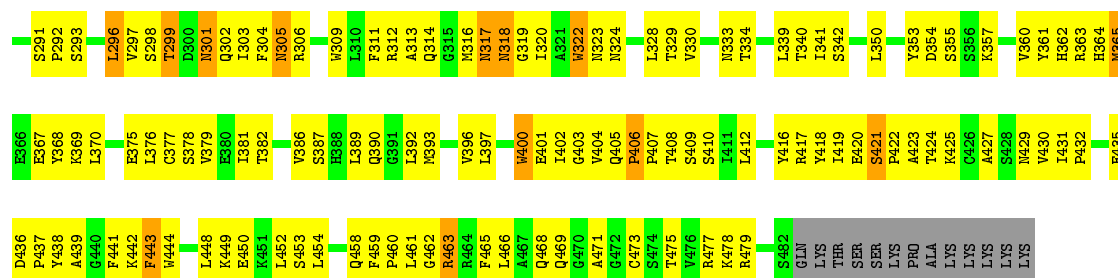 S291 P292 S293 L296 V297 S298 T299 D300 N301 Q302 I303 F304 N305 R306 W309 L310 F311 R312 A313 Q314 G315 M316 N317 N318 G319 I320 A321 W322 N323 N324 L328 T329 V330 N333 T334 L339 T340 I341 S342 L350 Y353 D354 S355 S356 K357 V360 Y361 H362 R363 H364 M365
E366 E367 Y368 K369 L370 E375 L376 C377 S378 V379 E380 I381 T382 V386 S387 H388 L389 Q390 G391 L392 M393 V396 L397 W400 E401 I402 G403 V404 Q405 P406 P407 T408 S409 S410 I411 L412 Y416 R417 Y418 I419 E420 S421 P422 A423 T424 K425 C426 A427 S428 N429 V430 I431 P432 E435
D436 P437 Y438 A439 G440 F441 K442 F443 W444 L448 K449 E450 K451 L452 S453 L454 Q458 F459 P460 L461 G462 R463 R464 F465 L466 A467 Q468 Q469 G470 A471 G472 C473 S474 T475 V476 R477 K478 R479 S482 GLN LYS THR SER SER LYS PRO ALA LYS LYS LYS LYS LYS